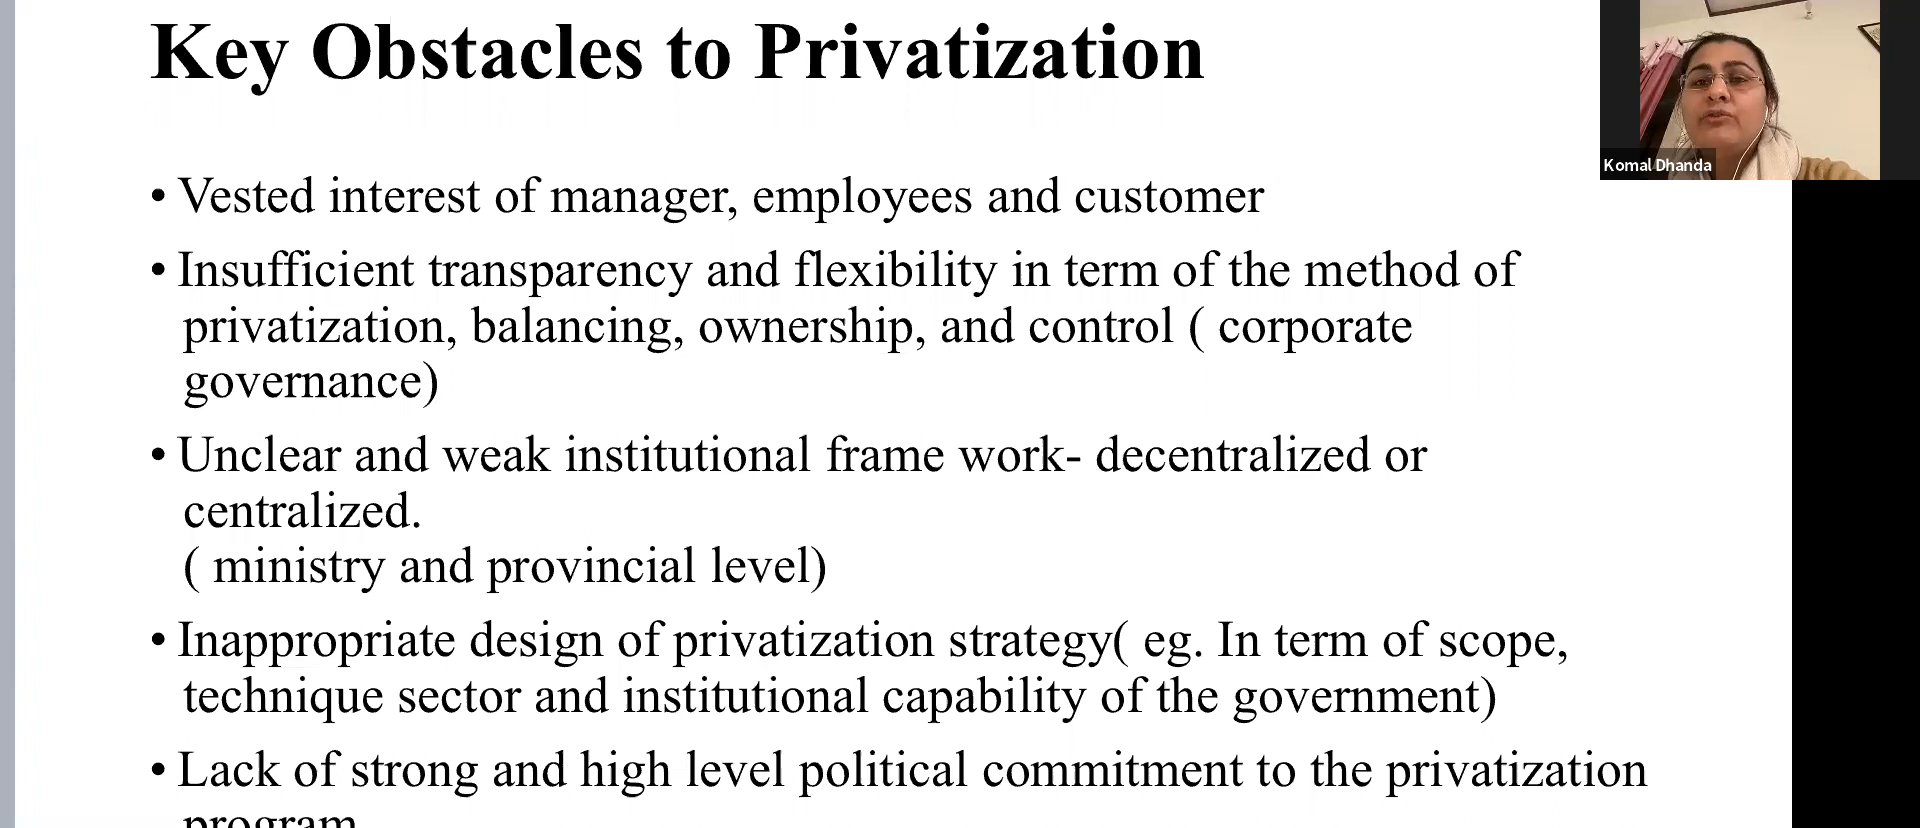 Key Obstacles to Privatization
Komal Dhanda
• Vested interest of manager, employees and customer
• Insufficient transparency and flexibility in term of the method of
privatization, balancing, ownership, and control ( corporate
governance)
• Unclear and weak institutional frame work- decentralized or
centralized.
( ministry and provincial level)
• Inappropriate design of privatization strategy( eg. In term of scope,
technique sector and institutional capability of the government)
• Lack of strong and high level political commitment to the privatization
program